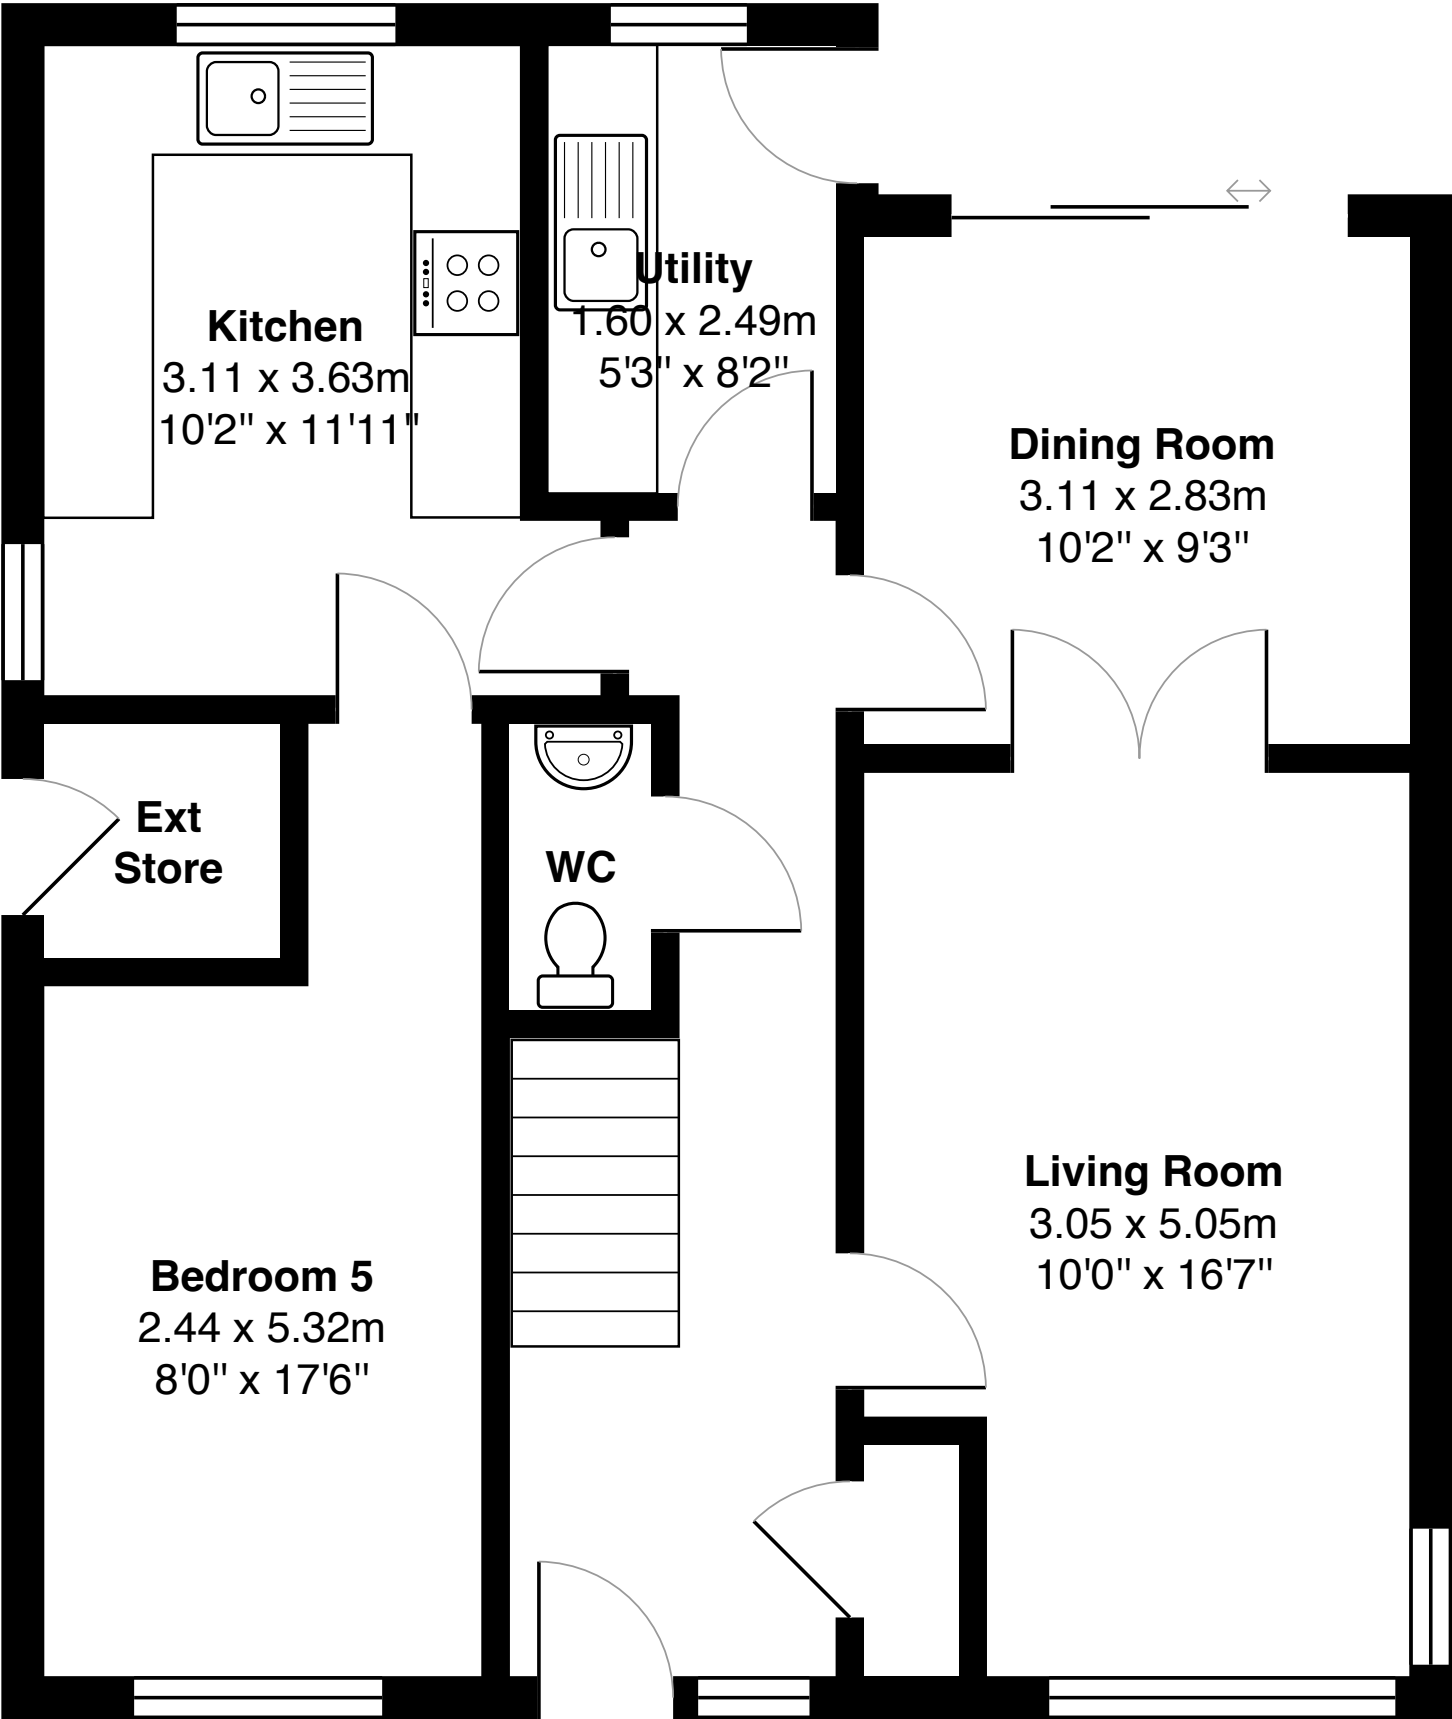 Kitchen
3.11 x 3.63m
10'2" x 11'11"
Utility
1.60 x 2.49m
5'3" x 8'2"
Dining Room
3.11 x 2.83m
10'2" x 9'3"
Ext
Store
WC
Living Room
3.05 x 5.05m
10'0" x 16'7"
Bedroom 5
2.44 x 5.32m
8'0" x 17'6"